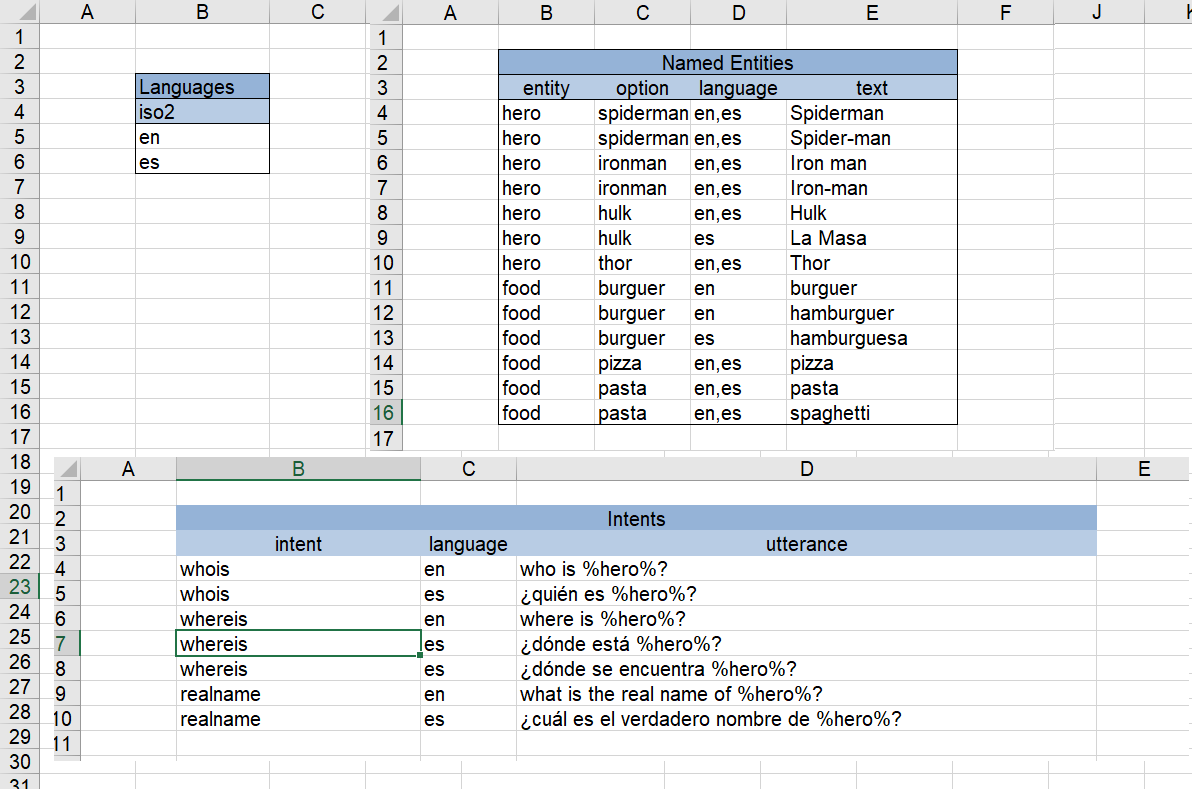 A B C
1
2
3 Languages
4 iso2
5 en
6 es
7
8
9
10
11
12
13
14
15
16
17
18
19
20
21
22
23
24
25
26
27
28
29
30
31
A B C D E F J K
1
2 Named Entities
3 entity option language text
4 hero spiderman en,es Spiderman
5 hero spiderman en,es Spider-man
6 hero ironman en,es Iron man
7 hero ironman en,es Iron-man
8 hero hulk en,es Hulk
9 hero hulk es La Masa
10 hero thor en,es Thor
11 food burguer en burguer
12 food burguer en hamburguer
13 food burguer es hamburguesa
14 food pizza en,es pizza
15 food pasta en,es pasta
16 food pasta en,es spaghetti
17
A B C D E
1
2 Intents
3 intent language utterance
4 whois en who is %hero%?
5 whois es ¿quién es %hero%?
6 whereis en where is %hero%?
7 whereis es ¿dónde está %hero%?
8 whereis es ¿dónde se encuentra %hero%?
9 realname en what is the real name of %hero%?
10 realname es ¿cuál es el verdadero nombre de %hero%?
11